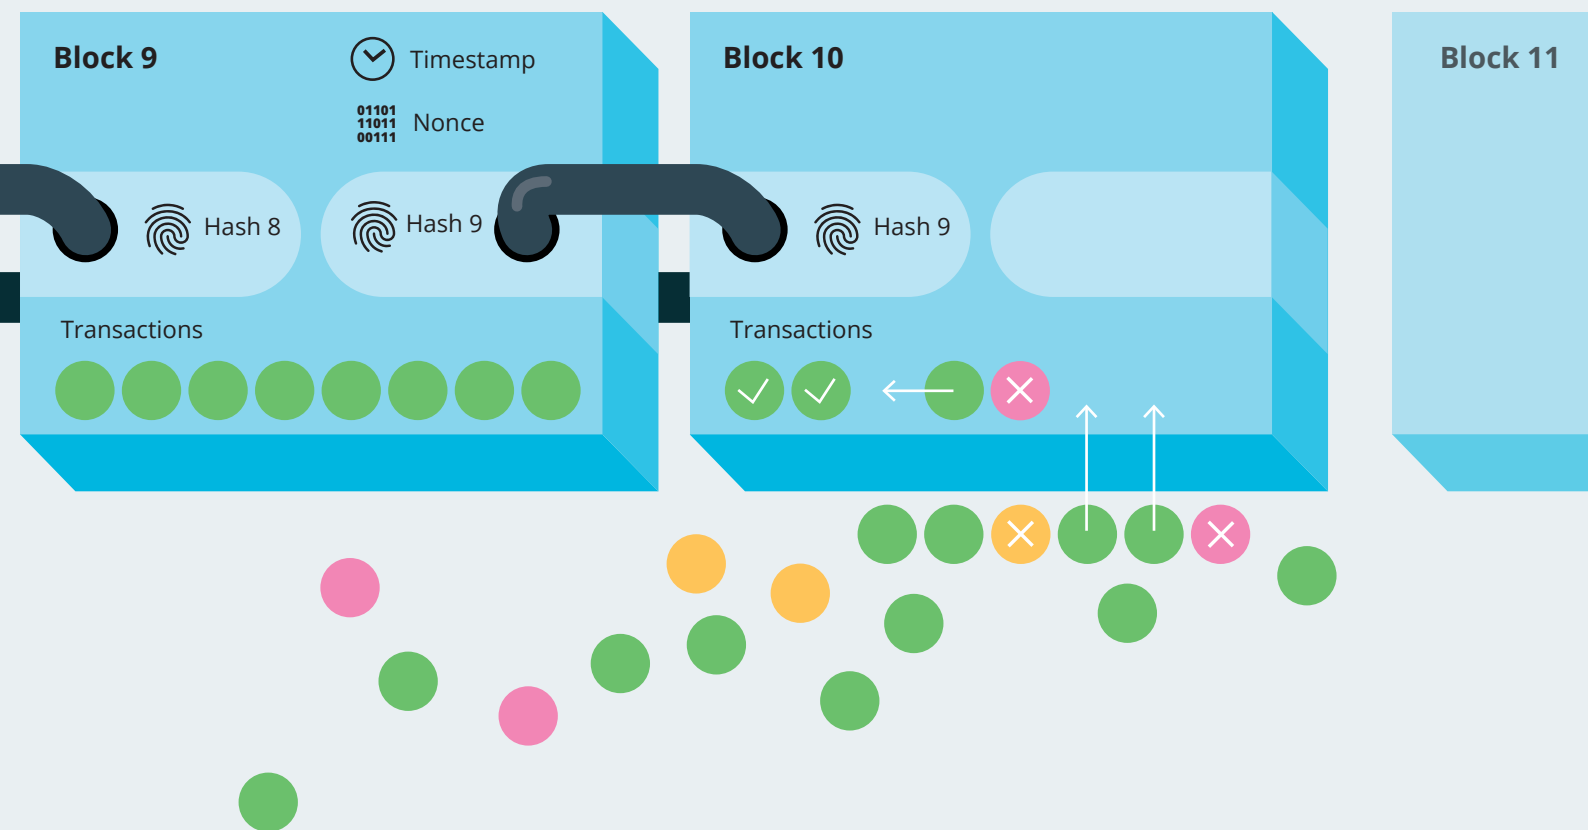 Block 9
Timestamp
01101
11011
00111
Nonce
Hash 8
Hash 9
Transactions
Block 10
Hash 9
Transactions
Block 11